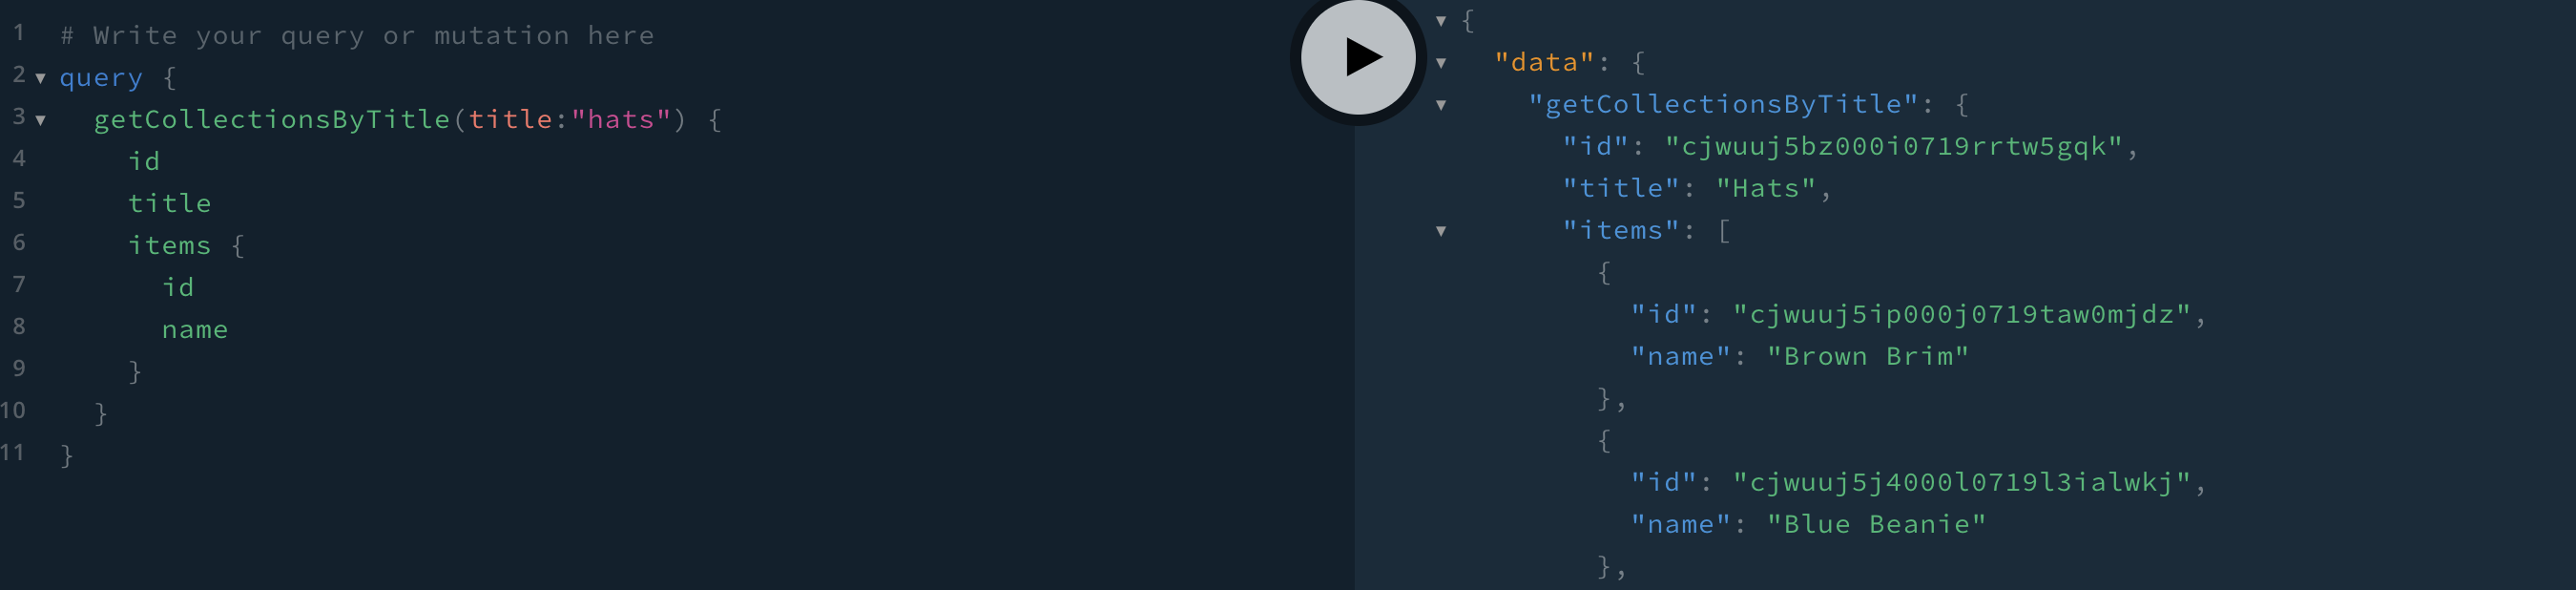 1 # Write your query or mutation here
2 query {
3   getCollectionsByTitle(title:"hats") {
4     id
5     title
6     items {
7       id
8       name
9     }
10   }
11 }
{
  "data": {
    "getCollectionsByTitle": {
      "id": "cjwuuj5bz000i0719rrtw5gqk",
      "title": "Hats",
      "items": [
        {
          "id": "cjwuuj5ip000j0719taw0mjdz",
          "name": "Brown Brim"
        },
        {
          "id": "cjwuuj5j4000l0719l3ialwkj",
          "name": "Blue Beanie"
        },